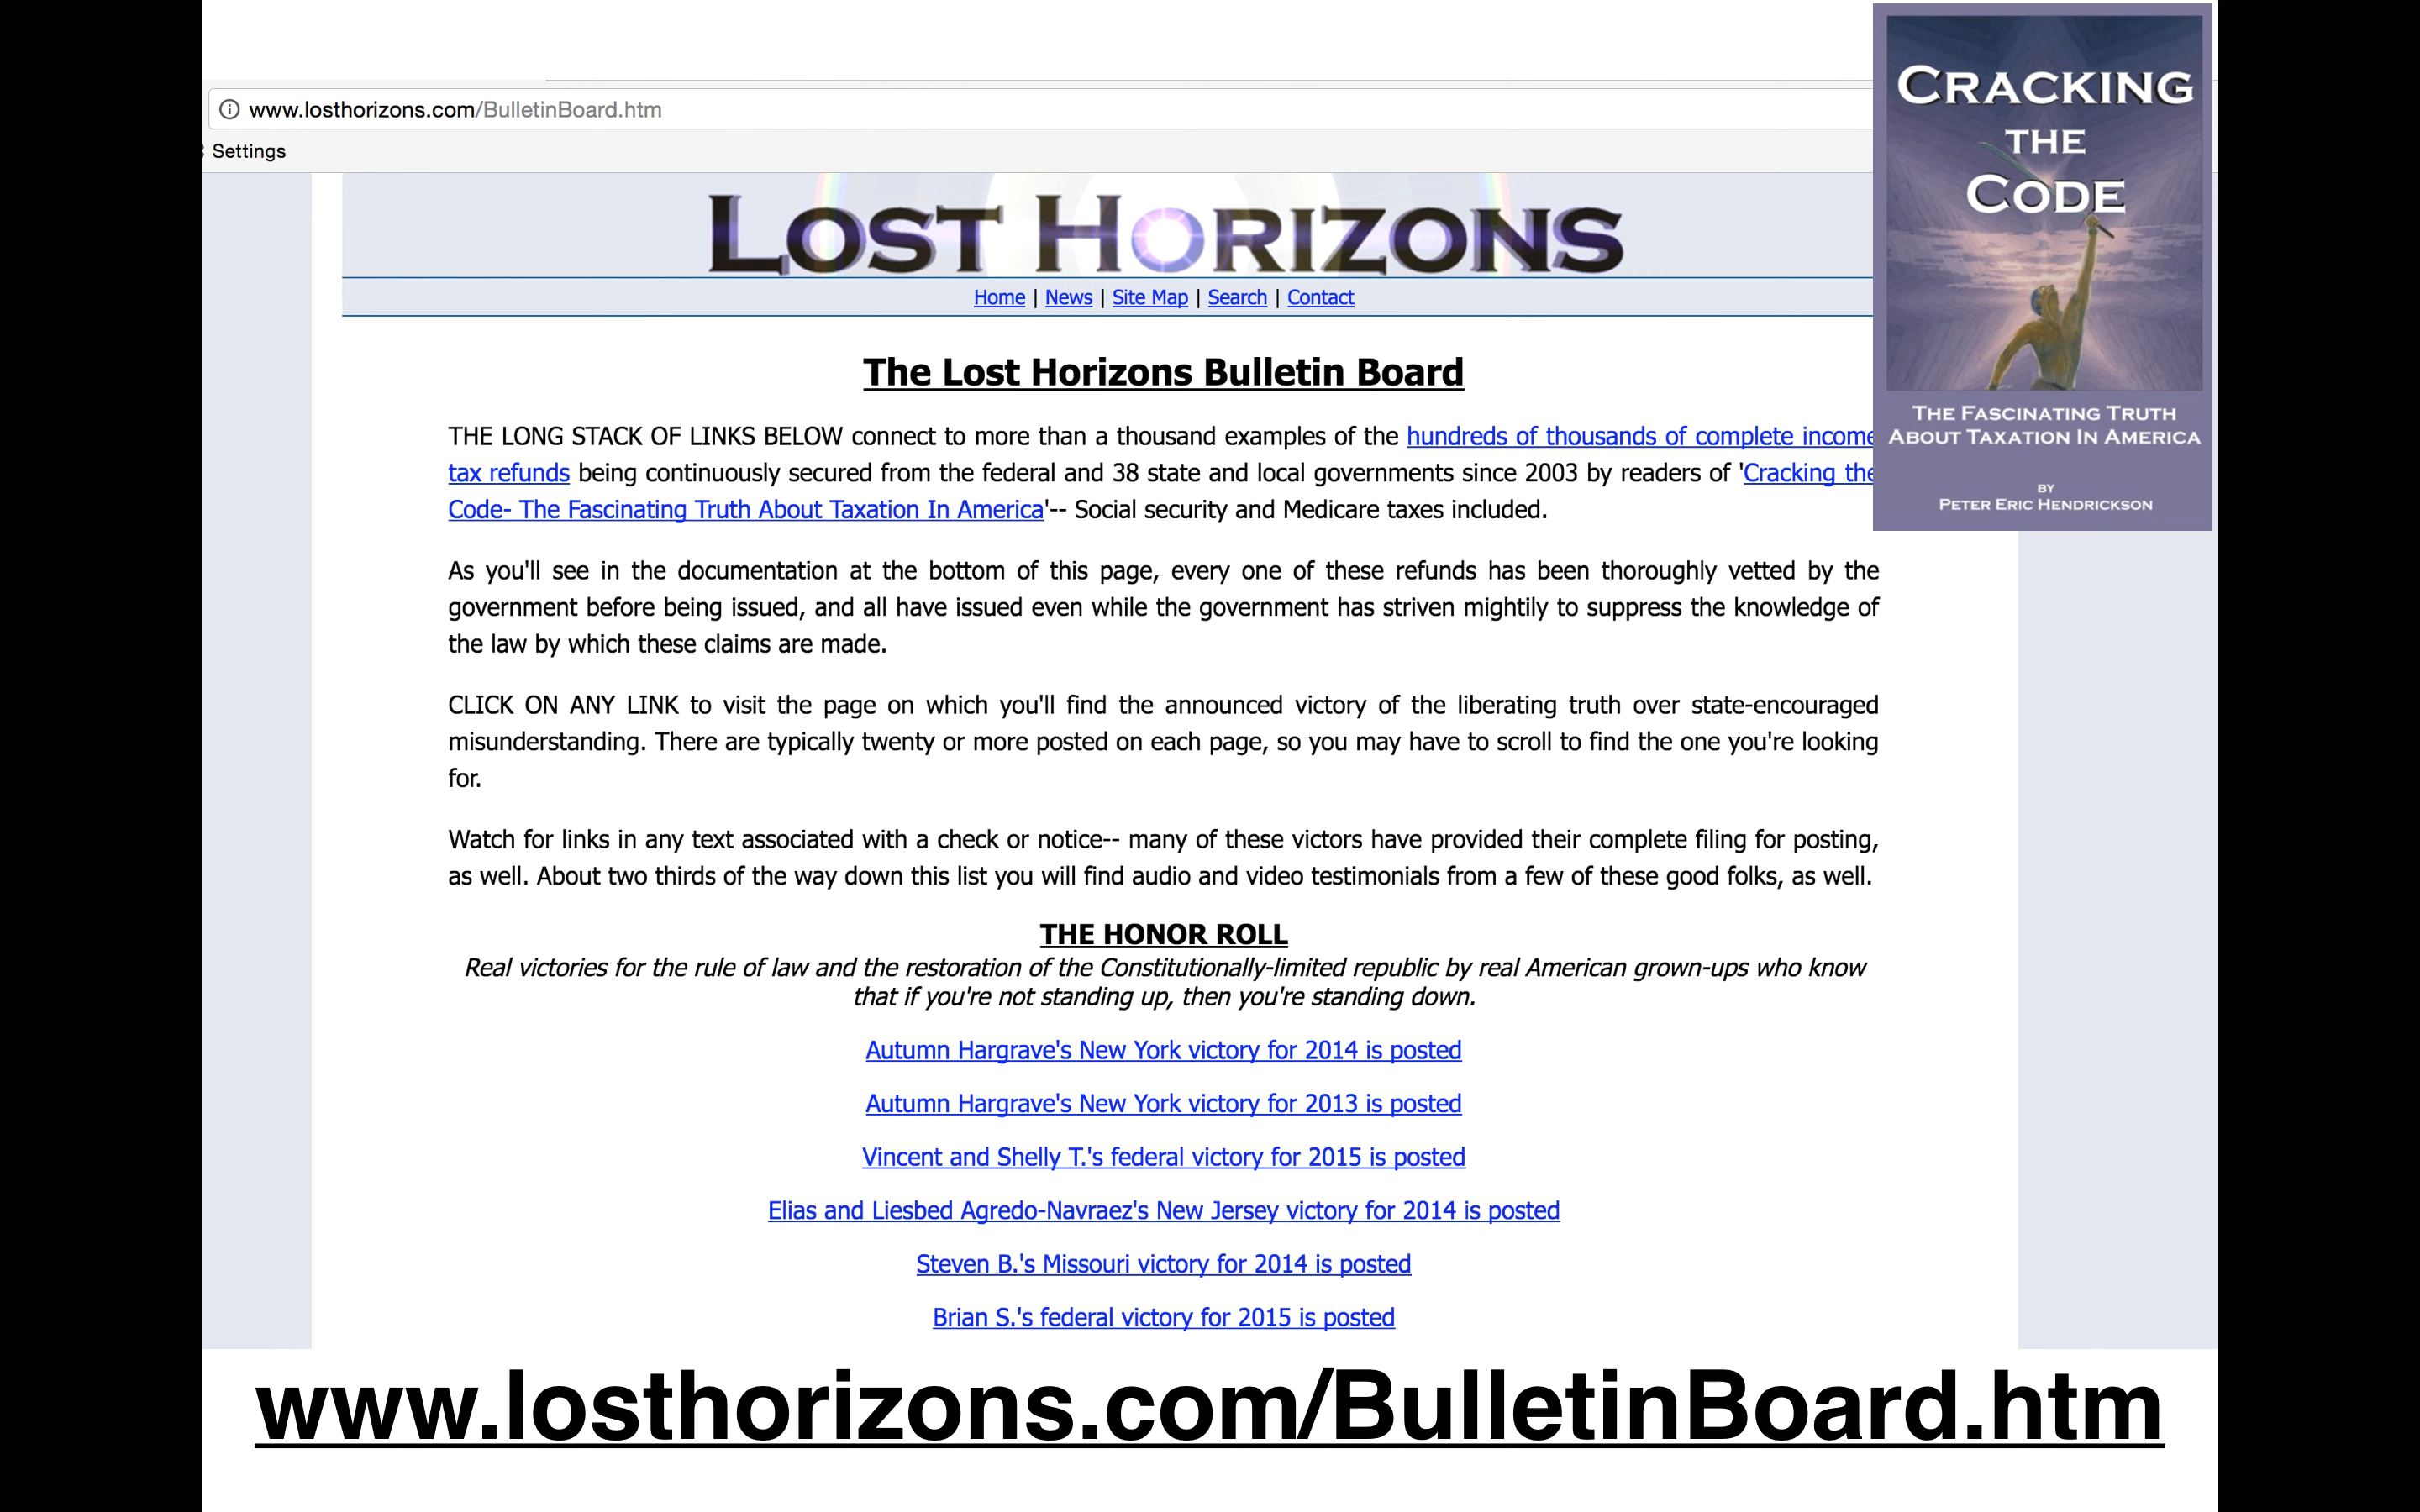 www.losthorizons.com/BulletinBoard.htm
Settings
LOST HORIZONS
Home | News | Site Map | Search | Contact
The Lost Horizons Bulletin Board
THE LONG STACK OF LINKS BELOW connect to more than a thousand examples of the hundreds of thousands of complete income
tax refunds being continuously secured from the federal and 38 state and local governments since 2003 by readers of 'Cracking the
Code- The Fascinating Truth About Taxation In America'-- Social security and Medicare taxes included.
As you'll see in the documentation at the bottom of this page, every one of these refunds has been thoroughly vetted by the
government before being issued, and all have issued even while the government has striven mightily to suppress the knowledge of
the law by which these claims are made.
CLICK ON ANY LINK to visit the page on which you'll find the announced victory of the liberating truth over state-encouraged
misunderstanding. There are typically twenty or more posted on each page, so you may have to scroll to find the one you're looking
for.
Watch for links in any text associated with a check or notice-- many of these victors have provided their complete filing for posting,
as well. About two thirds of the way down this list you will find audio and video testimonials from a few of these good folks, as well.
THE HONOR ROLL
Real victories for the rule of law and the restoration of the Constitutionally-limited republic by real American grown-ups who know
that if you're not standing up, then you're standing down.
Autumn Hargrave's New York victory for 2014 is posted
Autumn Hargrave's New York victory for 2013 is posted
Vincent and Shelly T.'s federal victory for 2015 is posted
Elias and Liesbed Agredo-Navraez's New Jersey victory for 2014 is posted
Steven B.'s Missouri victory for 2014 is posted
Brian S.'s federal victory for 2015 is posted
CRACKING
THE
CODE
THE FASCINATING TRUTH
ABOUT TAXATION IN AMERICA
BY
PETER ERIC HENDRICKSON
www.losthorizons.com/BulletinBoard.htm